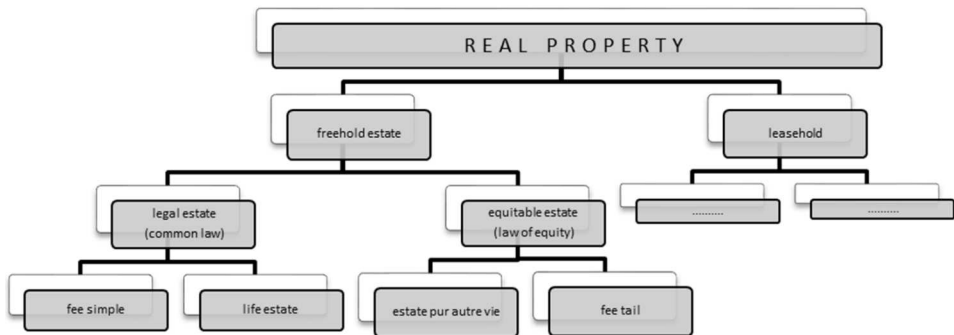 REAL PROPERTY
freehold estate
leasehold
legal estate
(common law)
equitable estate
(law of equity)
..........
..........
fee simple
life estate
estate pur autre vie
fee tail